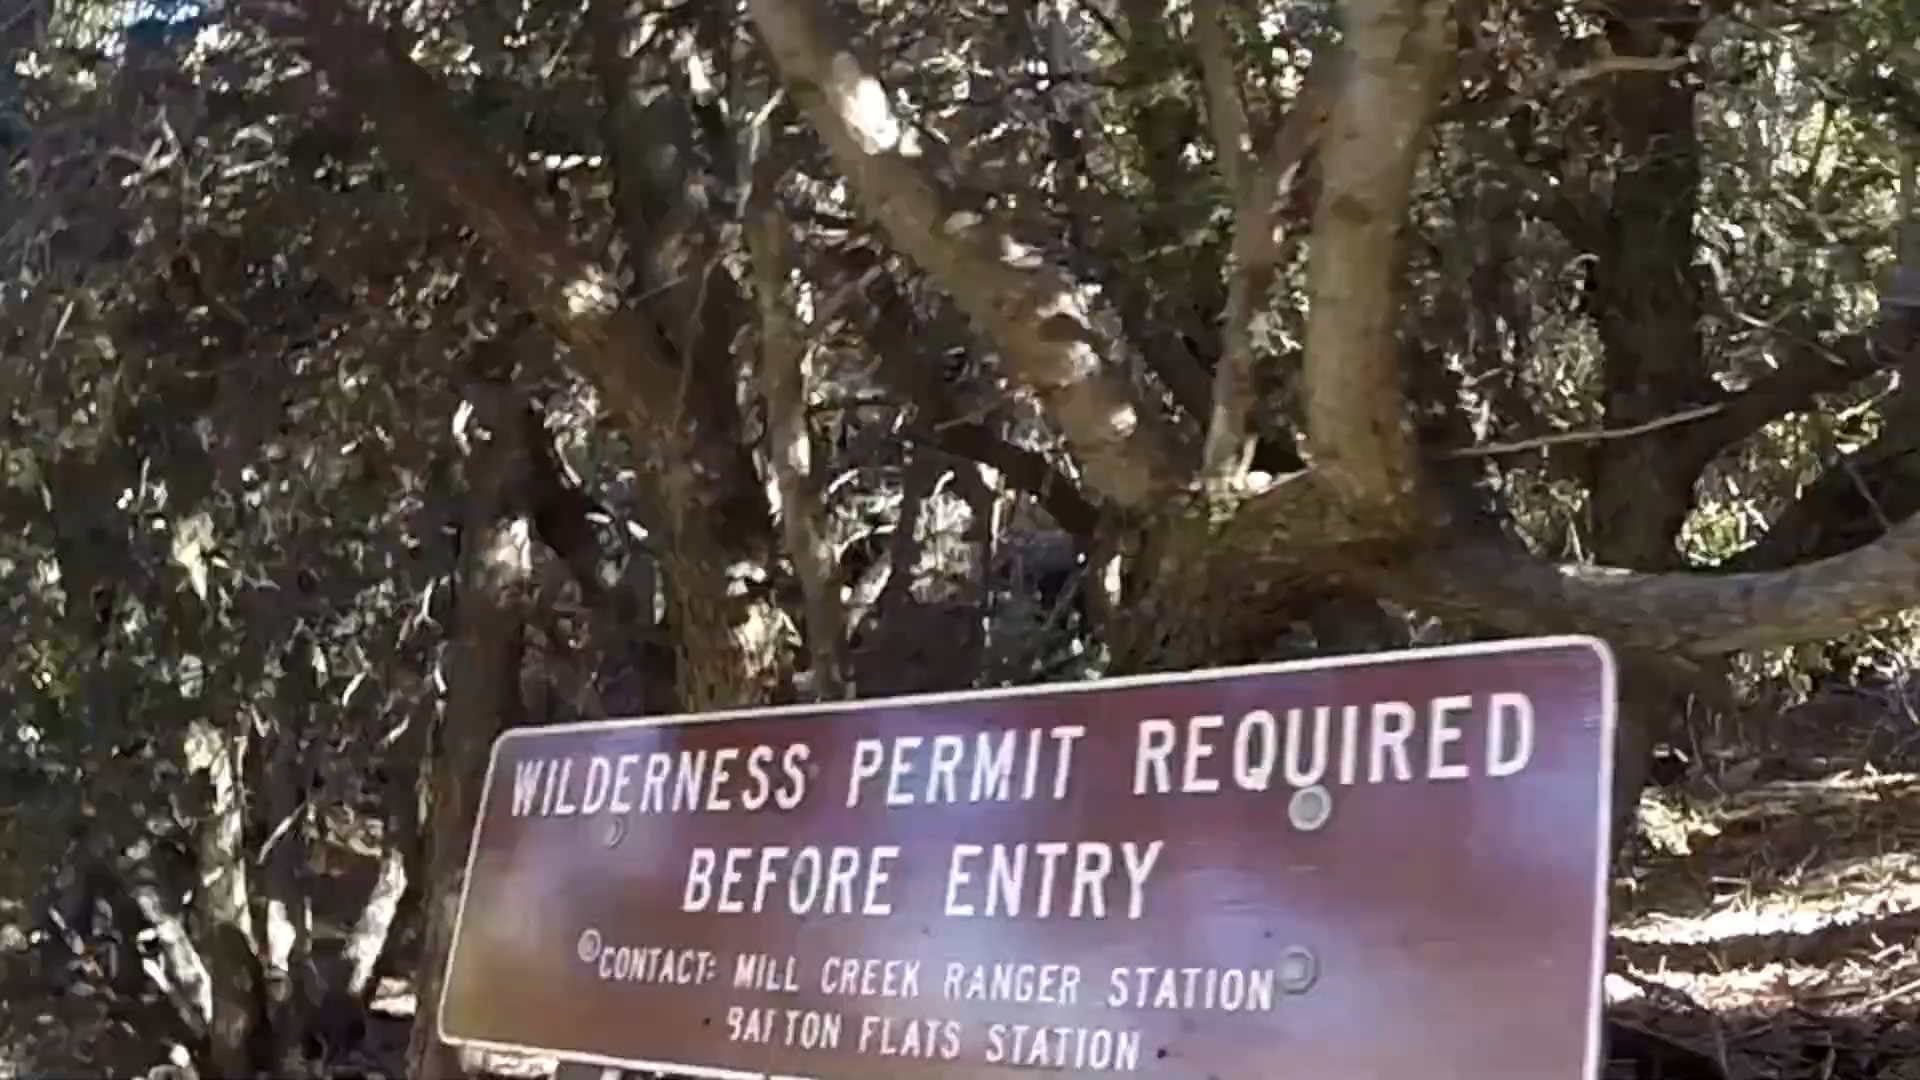 WILDERNESS PERMIT REQUIRED
BEFORE ENTRY
CONTACT: MILL CREEK RANGER STATION
BARTON FLATS STATION